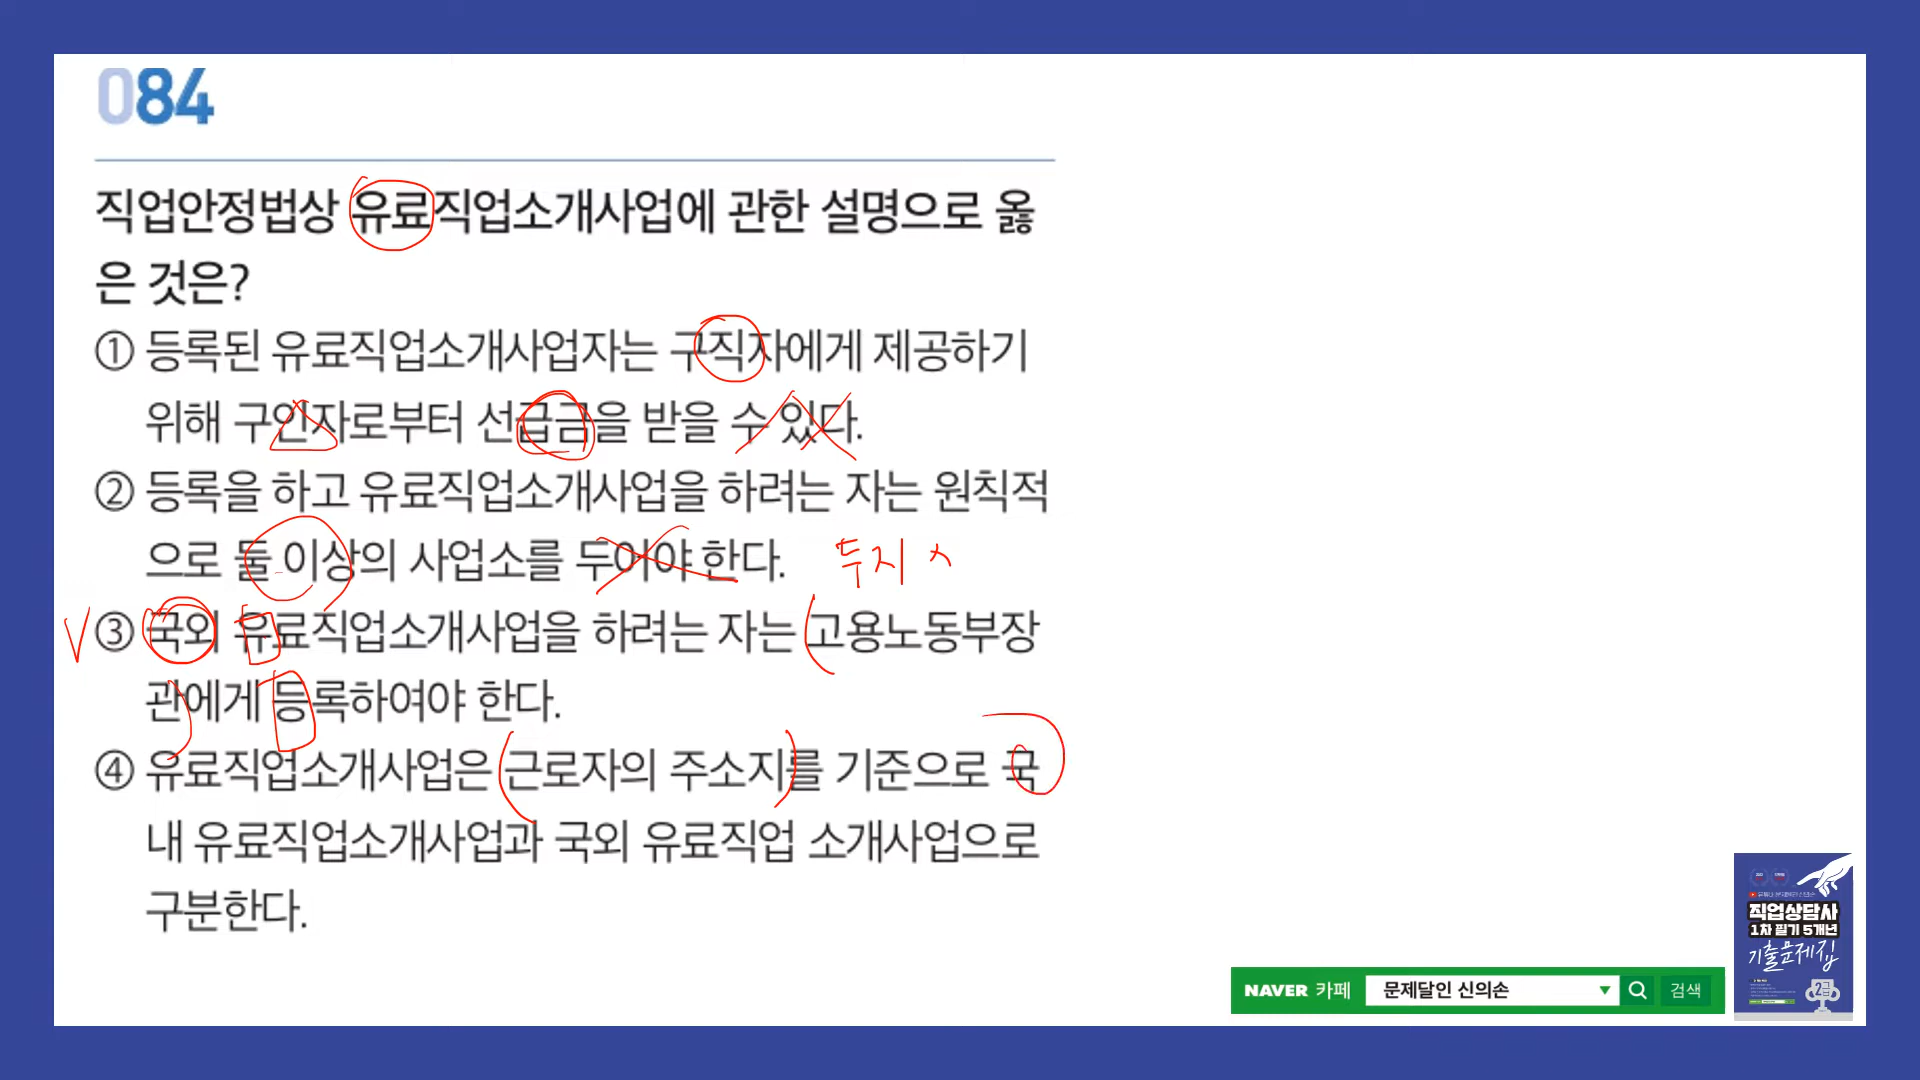 084
직업안정법상 유료직업소개사업에 관한 설명으로 옳
은 것은?
① 등록된 유료직업소개사업자는 구직자에게 제공하기
위해 구인자로부터 선급금을 받을 수 있다.
② 등록을 하고 유료직업소개사업을 하려는 자는 원칙적
으로 둘 이상의 사업소를 두어야 한다. 두지 X
③ 국외 유료직업소개사업을 하려는 자는 고용노동부장
관에게 등록하여야 한다.
④ 유료직업소개사업은 근로자의 주소지를 기준으로 국
내 유료직업소개사업과 국외 유료직업 소개사업으로
구분한다.
직업상담사
1차 필기 5개년
기출문제집
2급
NAVER 카페 문제달인 신의손 검색